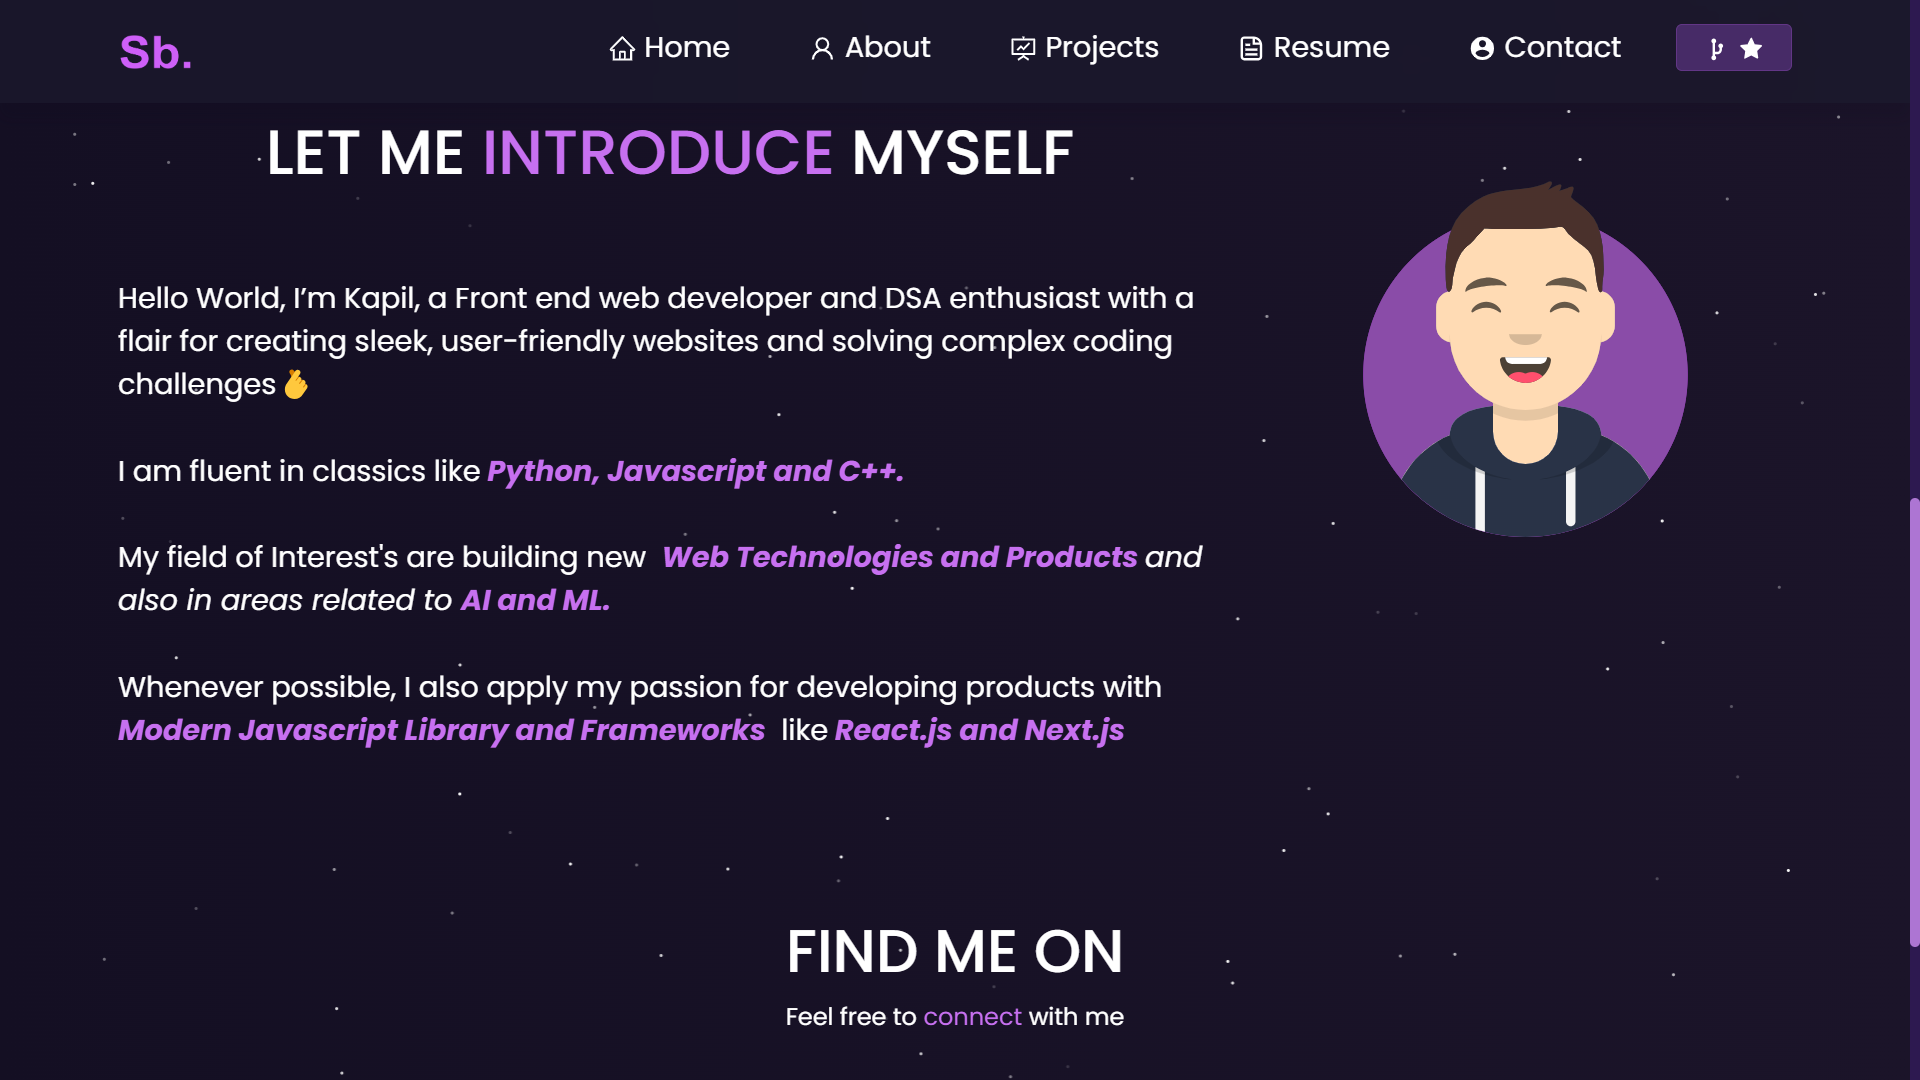 Sb.
Home
About
Projects
Resume
Contact
LET ME INTRODUCE MYSELF
Hello World, I’m Kapil, a Front end web developer and DSA enthusiast with a
flair for creating sleek, user-friendly websites and solving complex coding
challenges 🫰
I am fluent in classics like Python, Javascript and C++.
My field of Interest's are building new Web Technologies and Products and
also in areas related to AI and ML.
Whenever possible, I also apply my passion for developing products with
Modern Javascript Library and Frameworks like React.js and Next.js
FIND ME ON
Feel free to connect with me